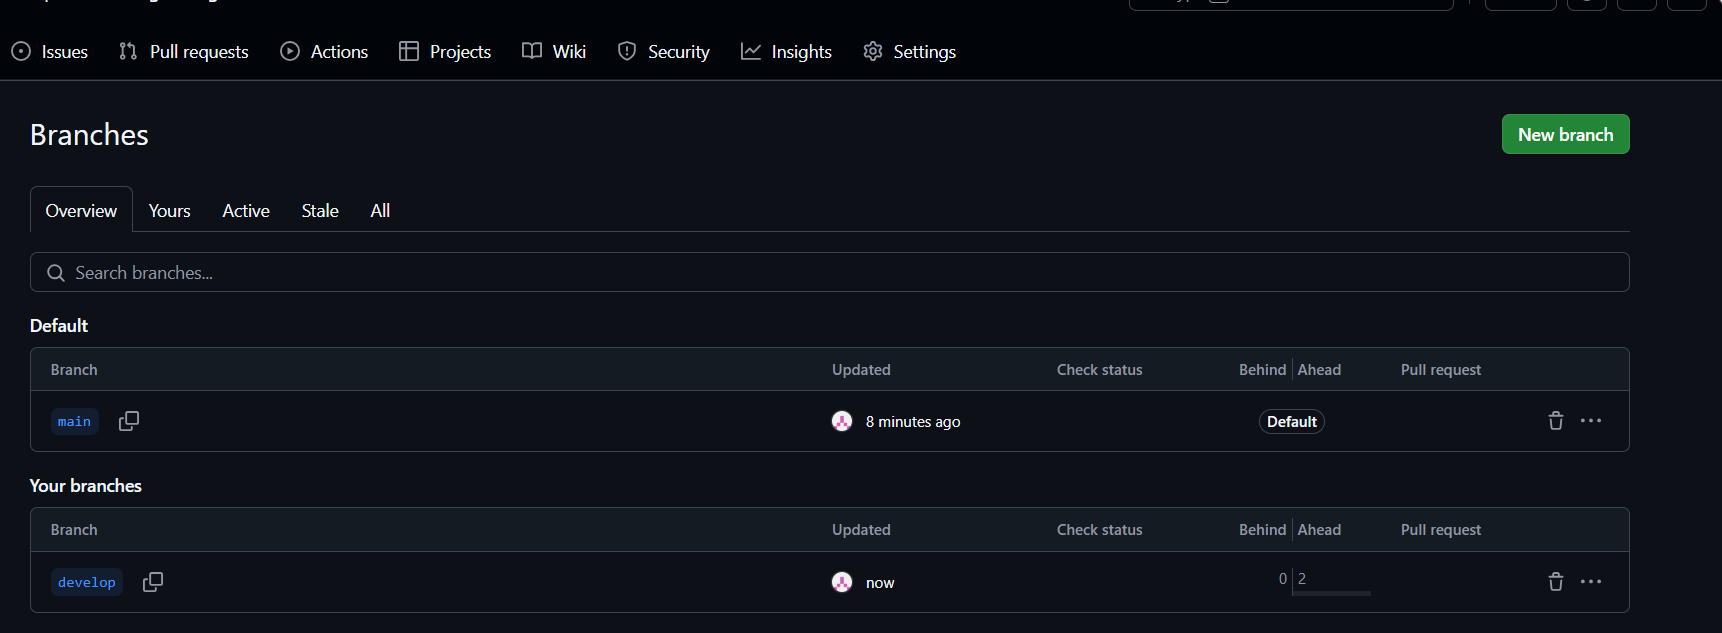 Issues Pull requests Actions Projects Wiki Security Insights Settings
Branches
New branch
Overview Yours Active Stale All
Search branches...
Default
Branch Updated Check status Behind Ahead Pull request
main 8 minutes ago Default
Your branches
Branch Updated Check status Behind Ahead Pull request
develop now 0 2